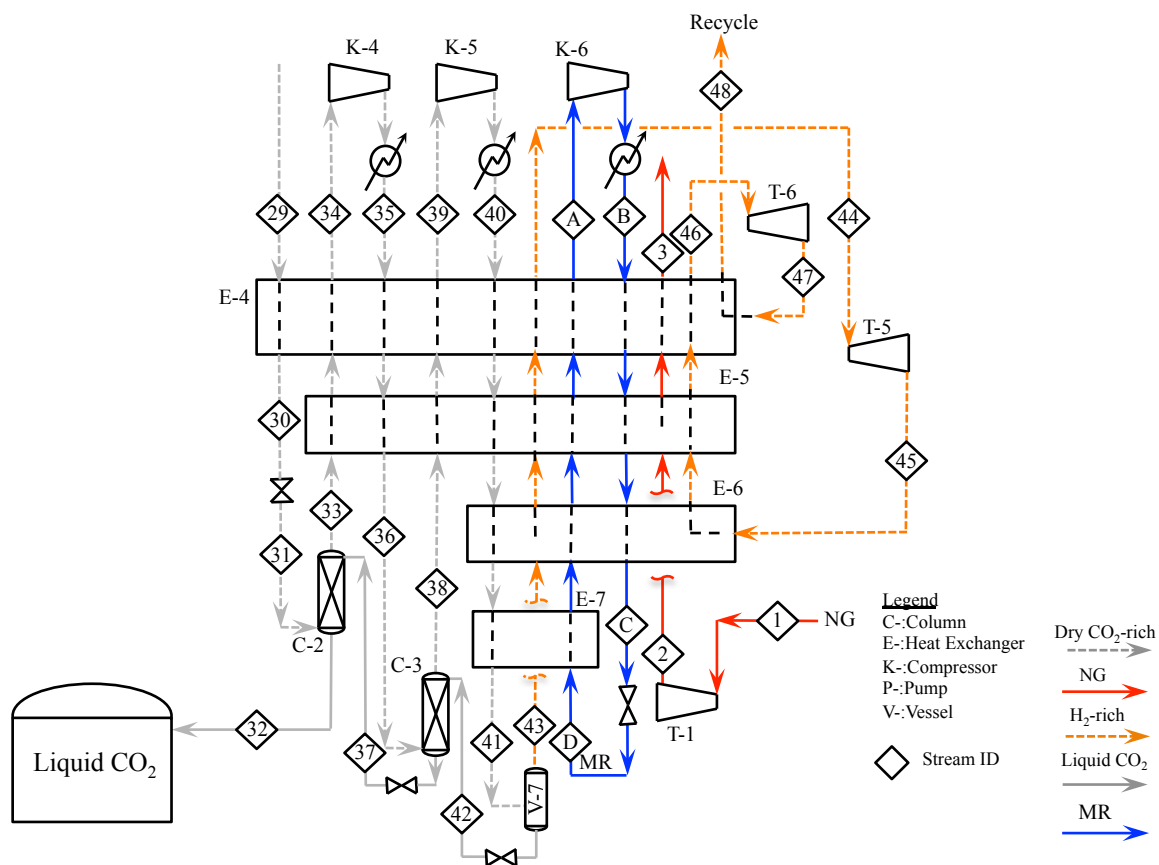 Recycle
K-4
K-5
K-6
48
T-6
29
34
35
39
40
A
B
3
46
44
47
E-4
T-5
E-5
30
45
33
E-6
31
36
38
C-2
E-7
C-3
C
2
1
NG
T-1
32
37
41
43
D
MR
42
V-7
Liquid CO₂
Legend
C-:Column
E-:Heat Exchanger
K-:Compressor
P-:Pump
V-:Vessel
Stream ID
Dry CO₂-rich
NG
H₂-rich
Liquid CO₂
MR